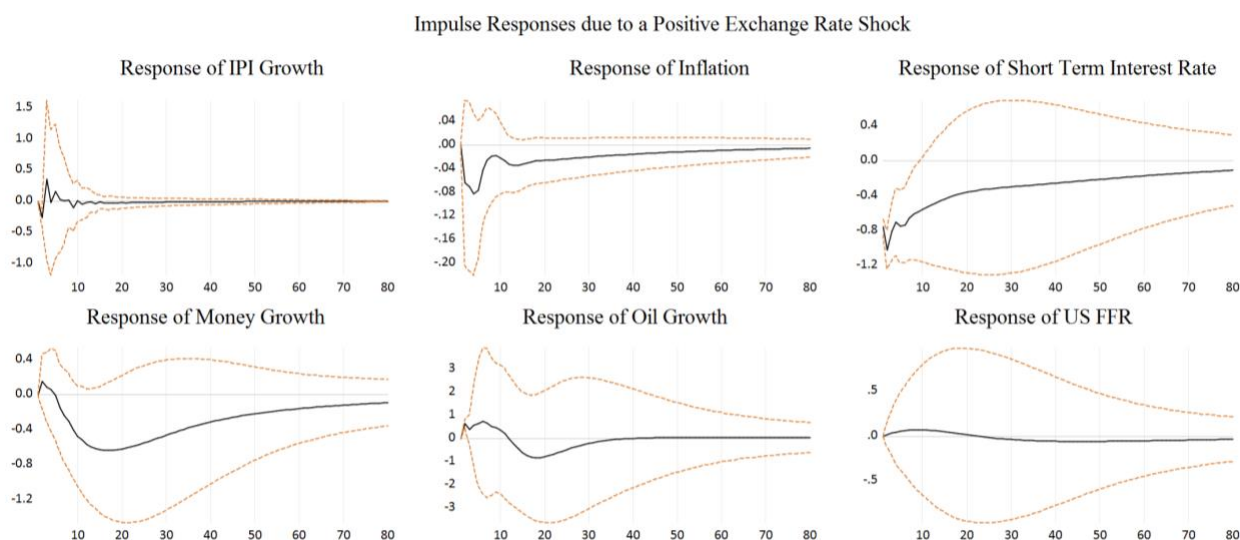 Impulse Responses due to a Positive Exchange Rate Shock
Response of IPI Growth
1.5
1.0
0.5
0.0
-0.5
-1.0
10 20 30 40 50 60 70 80
Response of Inflation
.04
.00
-.04
-.08
-.12
-.16
-.20
10 20 30 40 50 60 70 80
Response of Short Term Interest Rate
0.4
0.0
-0.4
-0.8
-1.2
10 20 30 40 50 60 70 80
Response of Money Growth
0.4
0.0
-0.4
-0.8
-1.2
10 20 30 40 50 60 70 80
Response of Oil Growth
3
2
1
0
-1
-2
-3
10 20 30 40 50 60 70 80
Response of US FFR
.5
.0
-.5
10 20 30 40 50 60 70 80